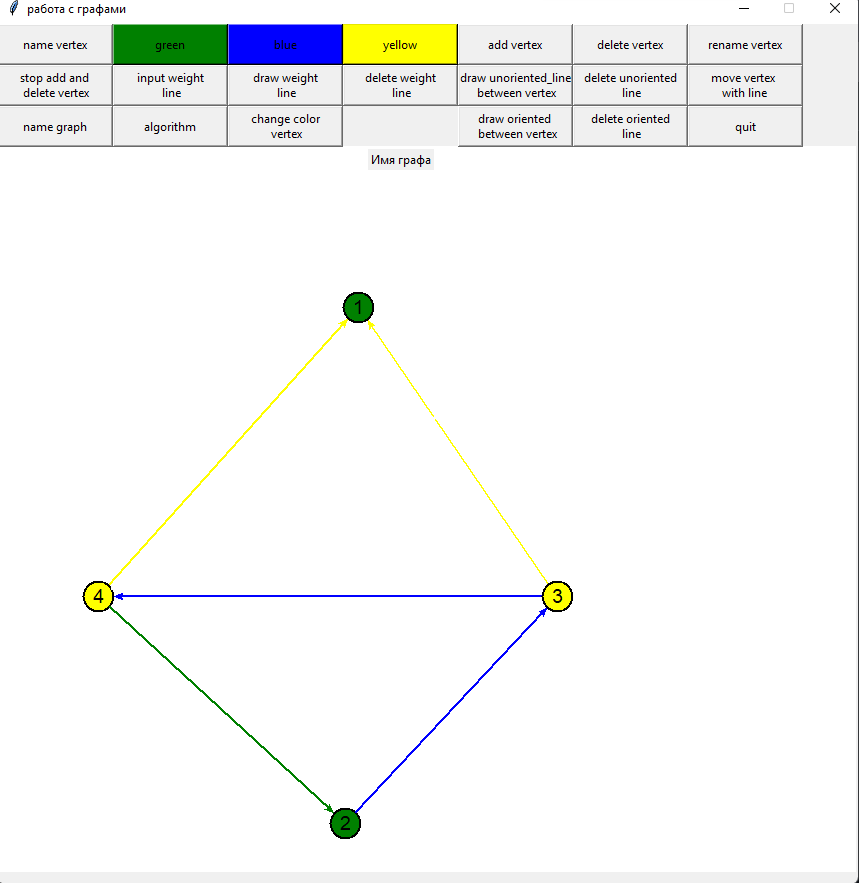 работа с графами
name vertex
green
blue
yellow
add vertex
delete vertex
rename vertex
stop add and
delete vertex
input weight
line
draw weight
line
delete weight
line
draw unoriented_line
between vertex
delete unoriented
line
move vertex
with line
name graph
algorithm
change color
vertex
draw oriented
between vertex
delete oriented
line
quit
Имя графа
1
4
3
2